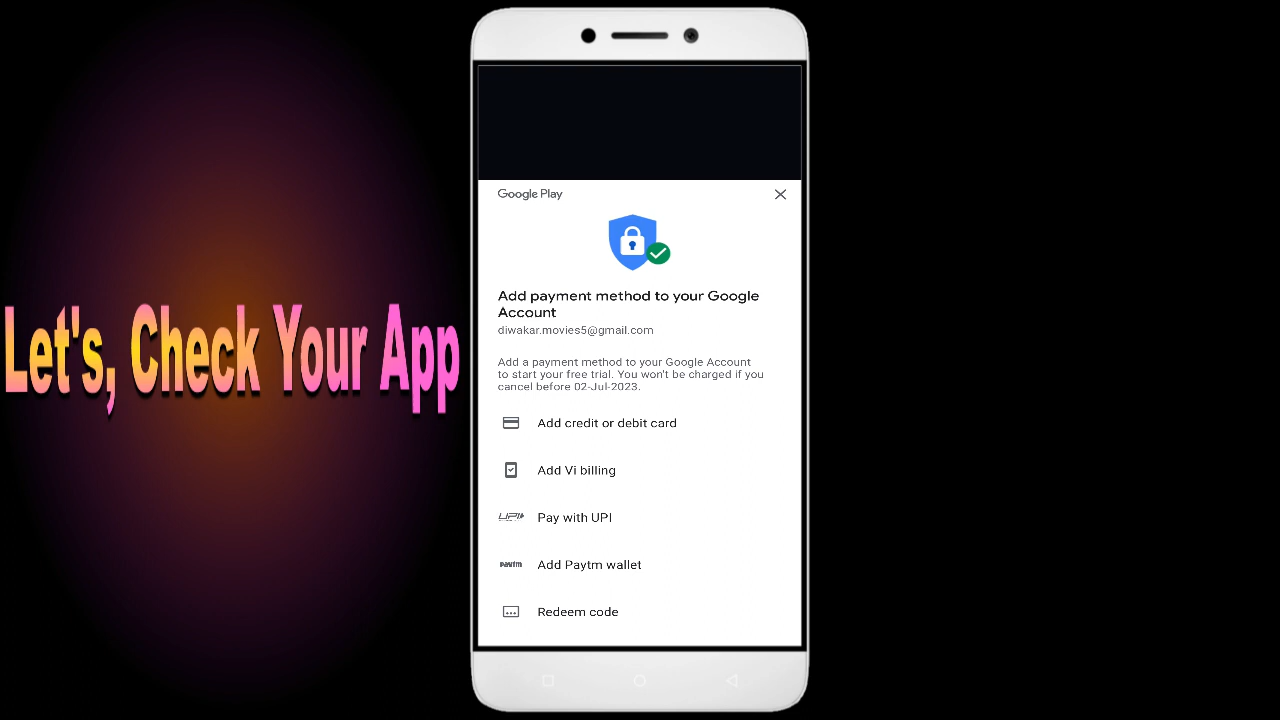 Let's, Check Your App
Google Play
Add payment method to your Google
Account
diwakar.movies5@gmail.com
Add a payment method to your Google Account
to start your free trial. You won't be charged if you
cancel before 02-Jul-2023.
Add credit or debit card
Add Vi billing
UPI Pay with UPI
Paytm Add Paytm wallet
Redeem code